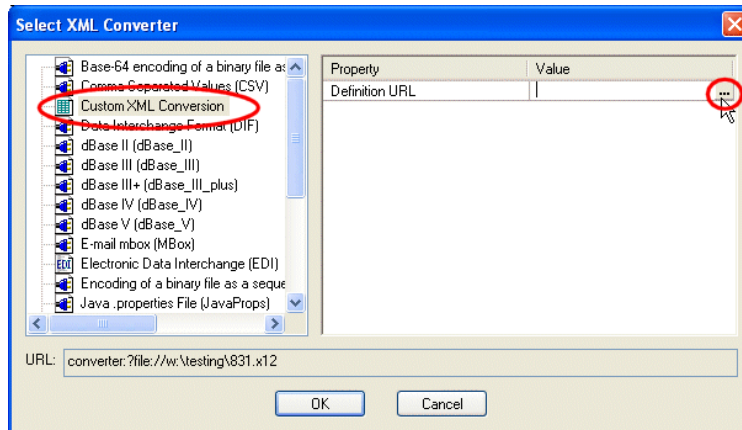 Select XML Converter
Base-64 encoding of a binary file as
Comma Separated Values (CSV)
Custom XML Conversion
Data Interchange Format (DIF)
dBase II (dBase_II)
dBase III (dBase_III)
dBase III+ (dBase_III_plus)
dBase IV (dBase_IV)
dBase V (dBase_V)
E-mail mbox (MBox)
EDI Electronic Data Interchange (EDI)
Encoding of a binary file as a seque
Java .properties File (JavaProps)
Property Value
Definition URL ...
URL: converter:?file://w:\testing\831.x12
OK Cancel